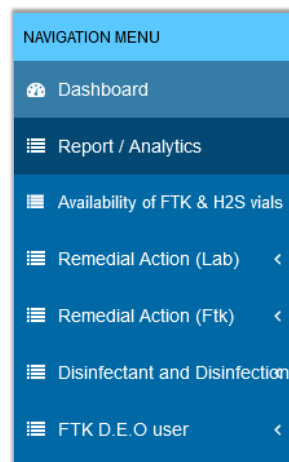 NAVIGATION MENU
Dashboard
Report / Analytics
Availability of FTK & H2S vials
Remedial Action (Lab)
Remedial Action (Ftk)
Disinfectant and Disinfection
FTK D.E.O user